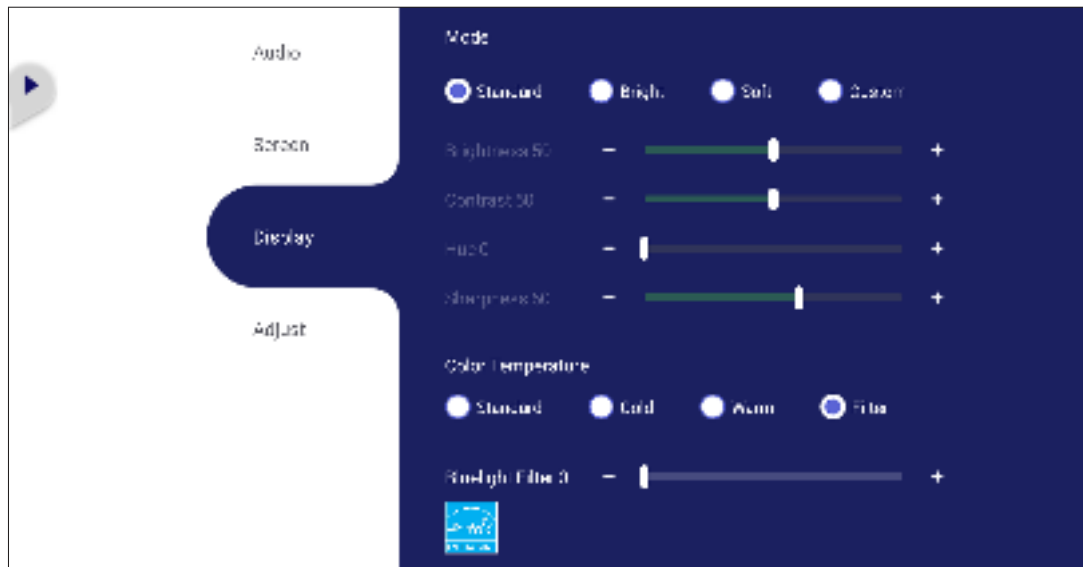 Audio
Screen
Display
Adjust
Mode
Standard Bright Soft Custom
Brightness 50
Contrast 50
Hue 0
Sharpness
Color Temperature
Standard Cold Warm Filter
Bluelight Filter 0